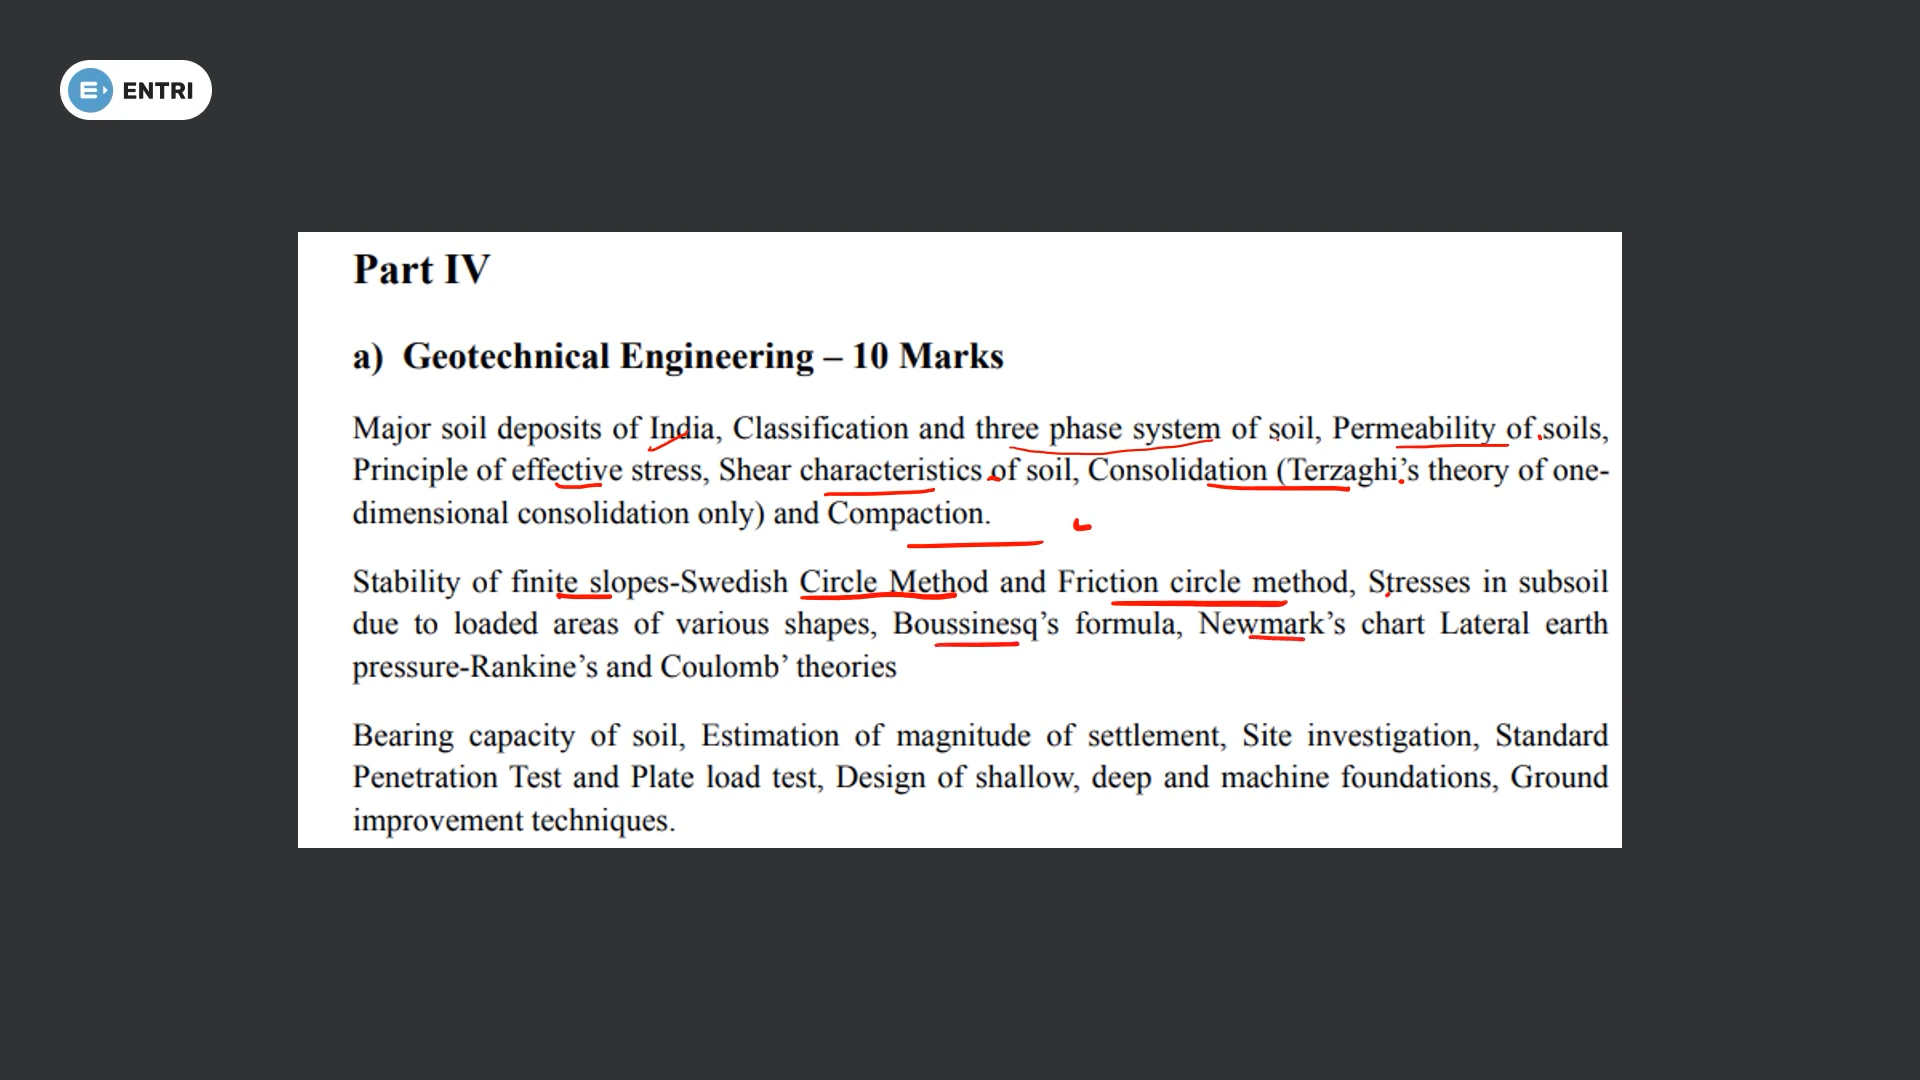 ENTRI
Part IV
a) Geotechnical Engineering – 10 Marks
Major soil deposits of India, Classification and three phase system of soil, Permeability of soils,
Principle of effective stress, Shear characteristics of soil, Consolidation (Terzaghi’s theory of one-
dimensional consolidation only) and Compaction.
Stability of finite slopes-Swedish Circle Method and Friction circle method, Stresses in subsoil
due to loaded areas of various shapes, Boussinesq’s formula, Newmark’s chart Lateral earth
pressure-Rankine’s and Coulomb’ theories
Bearing capacity of soil, Estimation of magnitude of settlement, Site investigation, Standard
Penetration Test and Plate load test, Design of shallow, deep and machine foundations, Ground
improvement techniques.